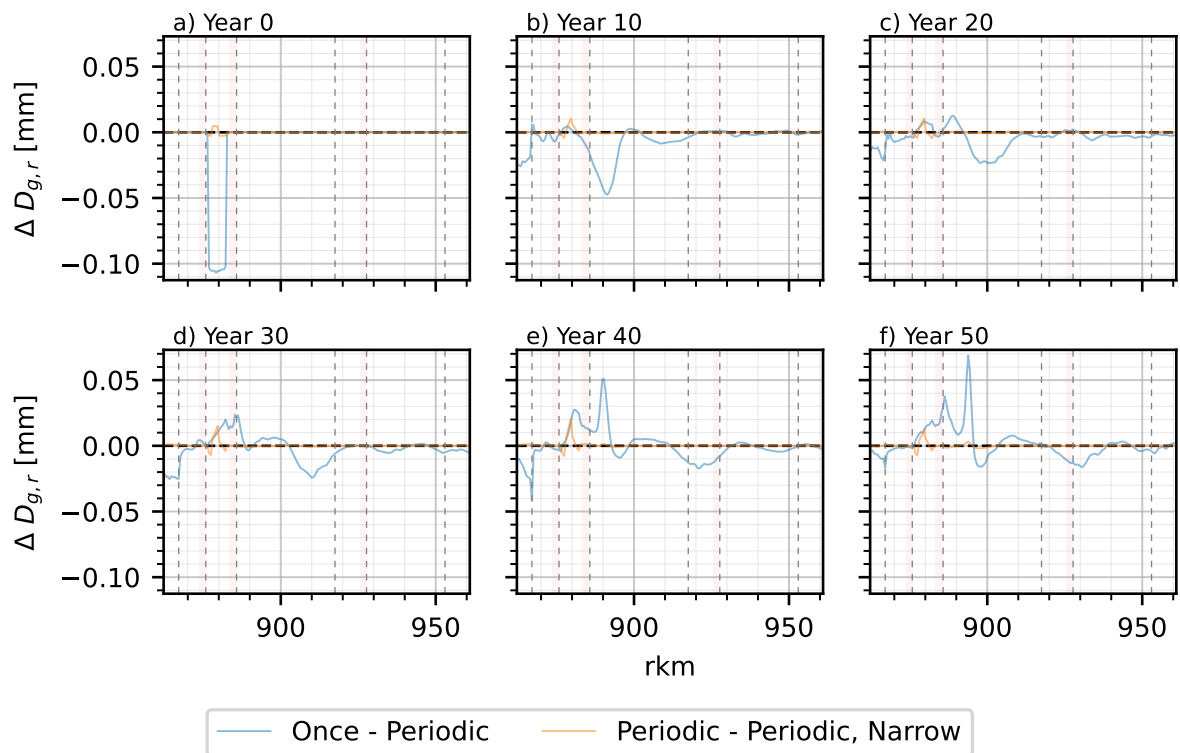 a) Year 0
b) Year 10
c) Year 20
0.05
0.00
−0.05
−0.10
Δ D_{g,r} [mm]
d) Year 30
e) Year 40
f) Year 50
0.05
0.00
−0.05
−0.10
Δ D_{g,r} [mm]
900 950
900 950
900 950
rkm
Once - Periodic
Periodic - Periodic, Narrow